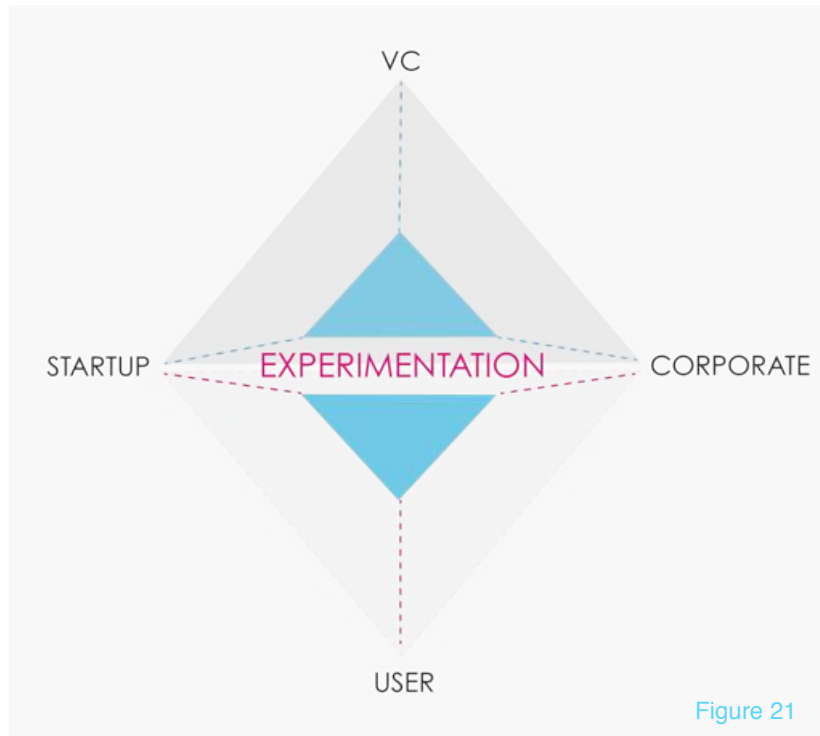 VC
STARTUP
EXPERIMENTATION
CORPORATE
USER
Figure 21